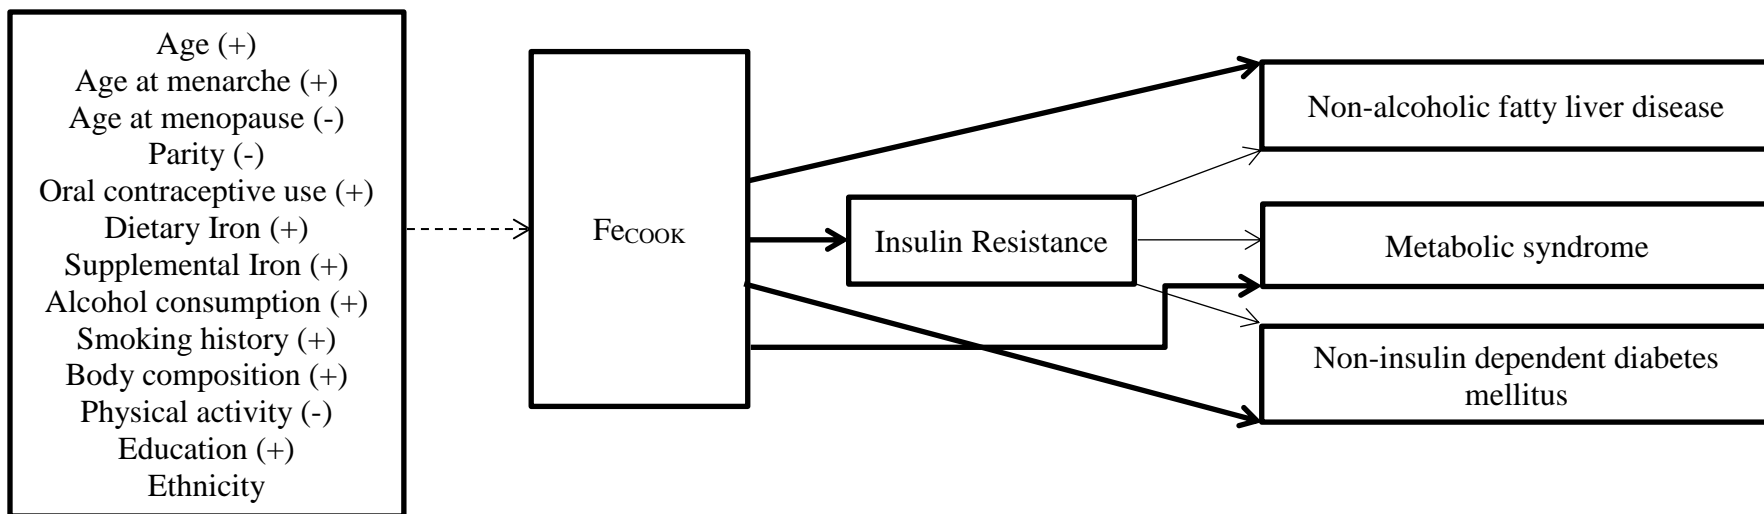 Age (+)
Age at menarche (+)
Age at menopause (-)
Parity (-)
Oral contraceptive use (+)
Dietary Iron (+)
Supplemental Iron (+)
Alcohol consumption (+)
Smoking history (+)
Body composition (+)
Physical activity (-)
Education (+)
Ethnicity
FeCOOK
Insulin Resistance
Non-alcoholic fatty liver disease
Metabolic syndrome
Non-insulin dependent diabetes
mellitus